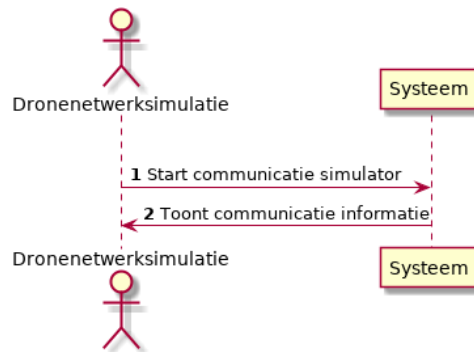 Dronenetwerksimulatie
Systeem
1 Start communicatie simulator
2 Toont communicatie informatie
Dronenetwerksimulatie
Systeem